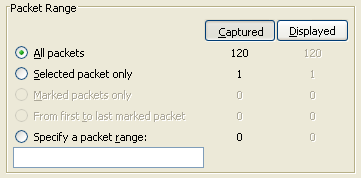 Packet Range
Captured Displayed
All packets 120 120
Selected packet only 1 1
Marked packets only 0 0
From first to last marked packet 0 0
Specify a packet range: 0 0